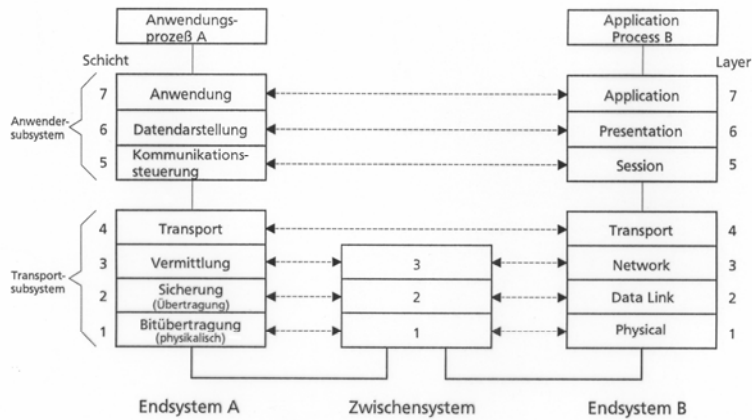 Anwendungs-
prozeß A
Application
Process B
Schicht
Layer
7
Anwendung
Application
7
Anwender-
subsystem
6
Datendarstellung
Presentation
6
5
Kommunikations-
steuerung
Session
5
4
Transport
Transport
4
3
Vermittlung
3
Network
3
Transport-
subsystem
2
Sicherung
(Übertragung)
2
Data Link
2
1
Bitübertragung
(physikalisch)
1
Physical
1
Endsystem A
Zwischensystem
Endsystem B